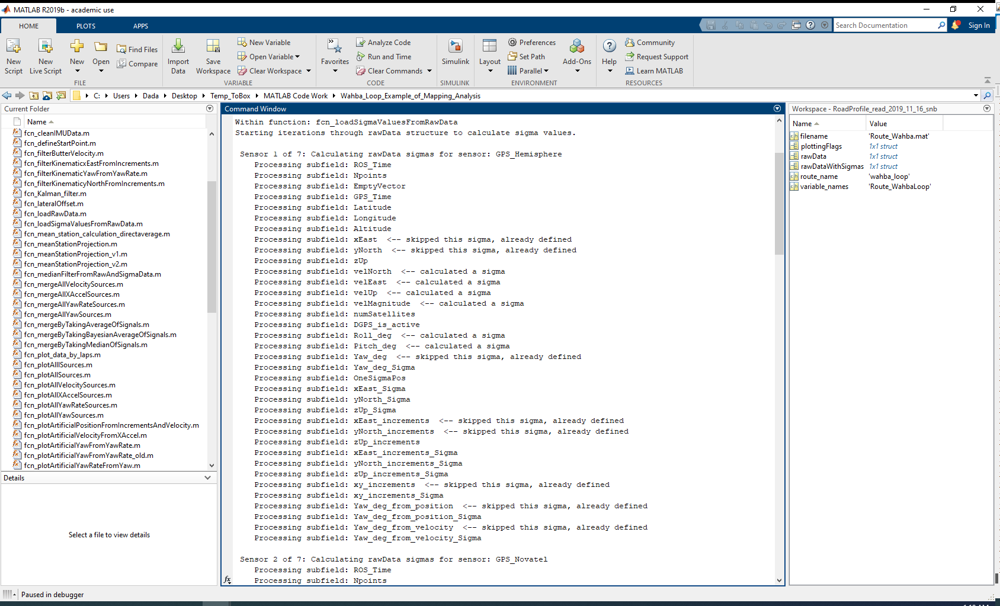 MATLAB R2019b - academic use
HOME PLOTS APPS
Search Documentation
Sign In
New Script
New Live Script
New
Open
Find Files
Compare
FILE
Import Data
Save Workspace
New Variable
Open Variable
Clear Workspace
VARIABLE
Favorites
Analyze Code
Run and Time
Clear Commands
CODE
Simulink
SIMULINK
Layout
Preferences
Set Path
Parallel
Add-Ons
ENVIRONMENT
Help
Community
Request Support
Learn MATLAB
RESOURCES
C: Users Dada Desktop Temp_ToBox MATLAB Code Work Wahba_Loop_Example_of_Mapping_Analysis
Current Folder
Name
fcn_cleanIMUData.m
fcn_defineStartPoint.m
fcn_filterButterVelocity.m
fcn_filterKinematicxEastFromIncrements.m
fcn_filterKinematicYawFromYawRate.m
fcn_filterKinematicyNorthFromIncrements.m
fcn_Kalman_filter.m
fcn_lateralOffset.m
fcn_loadRawData.m
fcn_loadSigmaValuesFromRawData.m
fcn_mean_station_calculation_directaverage.m
fcn_meanStationProjection.m
fcn_meanStationProjection_v1.m
fcn_meanStationProjection_v2.m
fcn_medianFilterFromRawAndSigmaData.m
fcn_mergeAllVelocitySources.m
fcn_mergeAllXAccelSources.m
fcn_mergeAllYawRateSources.m
fcn_mergeAllYawSources.m
fcn_mergeByTakingAverageOfSignals.m
fcn_mergeByTakingBayesianAverageOfSignals.m
fcn_mergeByTakingMedianOfSignals.m
fcn_plot_data_by_laps.m
fcn_plotAllISources.m
fcn_plotAllSources.m
fcn_plotAllVelocitySources.m
fcn_plotAllXAccelSources.m
fcn_plotAllYawRateSources.m
fcn_plotAllYawSources.m
fcn_plotArtificialPositionFromIncrementsAndVelocity.m
fcn_plotArtificialVelocityFromXAccel.m
fcn_plotArtificialYawFromYawRate.m
fcn_plotArtificialYawFromYawRate_old.m
fcn_plotArtificialYawRateFromYaw.m
Details
Select a file to view details
Command Window
Within function: fcn_loadSigmaValuesFromRawData
Starting iterations through rawData structure to calculate sigma values.
Sensor 1 of 7: Calculating rawData sigmas for sensor: GPS_Hemisphere
Processing subfield: ROS_Time
Processing subfield: Npoints
Processing subfield: EmptyVector
Processing subfield: GPS_Time
Processing subfield: Latitude
Processing subfield: Longitude
Processing subfield: Altitude
Processing subfield: xEast <-- skipped this sigma, already defined
Processing subfield: yNorth <-- skipped this sigma, already defined
Processing subfield: zUp
Processing subfield: velNorth <-- calculated a sigma
Processing subfield: velEast <-- calculated a sigma
Processing subfield: velUp <-- calculated a sigma
Processing subfield: velMagnitude <-- calculated a sigma
Processing subfield: numSatellites
Processing subfield: DGPS_is_active
Processing subfield: Roll_deg <-- calculated a sigma
Processing subfield: Pitch_deg <-- calculated a sigma
Processing subfield: Yaw_deg <-- skipped this sigma, already defined
Processing subfield: Yaw_deg_Sigma
Processing subfield: OneSigmaPos
Processing subfield: xEast_Sigma
Processing subfield: yNorth_Sigma
Processing subfield: zUp_Sigma
Processing subfield: xEast_increments <-- skipped this sigma, already defined
Processing subfield: yNorth_increments <-- skipped this sigma, already defined
Processing subfield: zUp_increments
Processing subfield: xEast_increments_Sigma
Processing subfield: yNorth_increments_Sigma
Processing subfield: zUp_increments_Sigma
Processing subfield: xy_increments <-- skipped this sigma, already defined
Processing subfield: xy_increments_Sigma
Processing subfield: Yaw_deg_from_position <-- skipped this sigma, already defined
Processing subfield: Yaw_deg_from_position_Sigma
Processing subfield: Yaw_deg_from_velocity <-- skipped this sigma, already defined
Processing subfield: Yaw_deg_from_velocity_Sigma
Sensor 2 of 7: Calculating rawData sigmas for sensor: GPS_Novatel
Processing subfield: ROS_Time
Processing subfield: Npoints
fx
Workspace - RoadProfile_read_2019_11_16_snb
Name Value
filename 'Route_Wahba.mat'
plottingFlags 1x1 struct
rawData 1x1 struct
rawDataWithSigmas 1x1 struct
route_name 'wahba_loop'
variable_names 'Route_WahbaLoop'
Paused in debugger